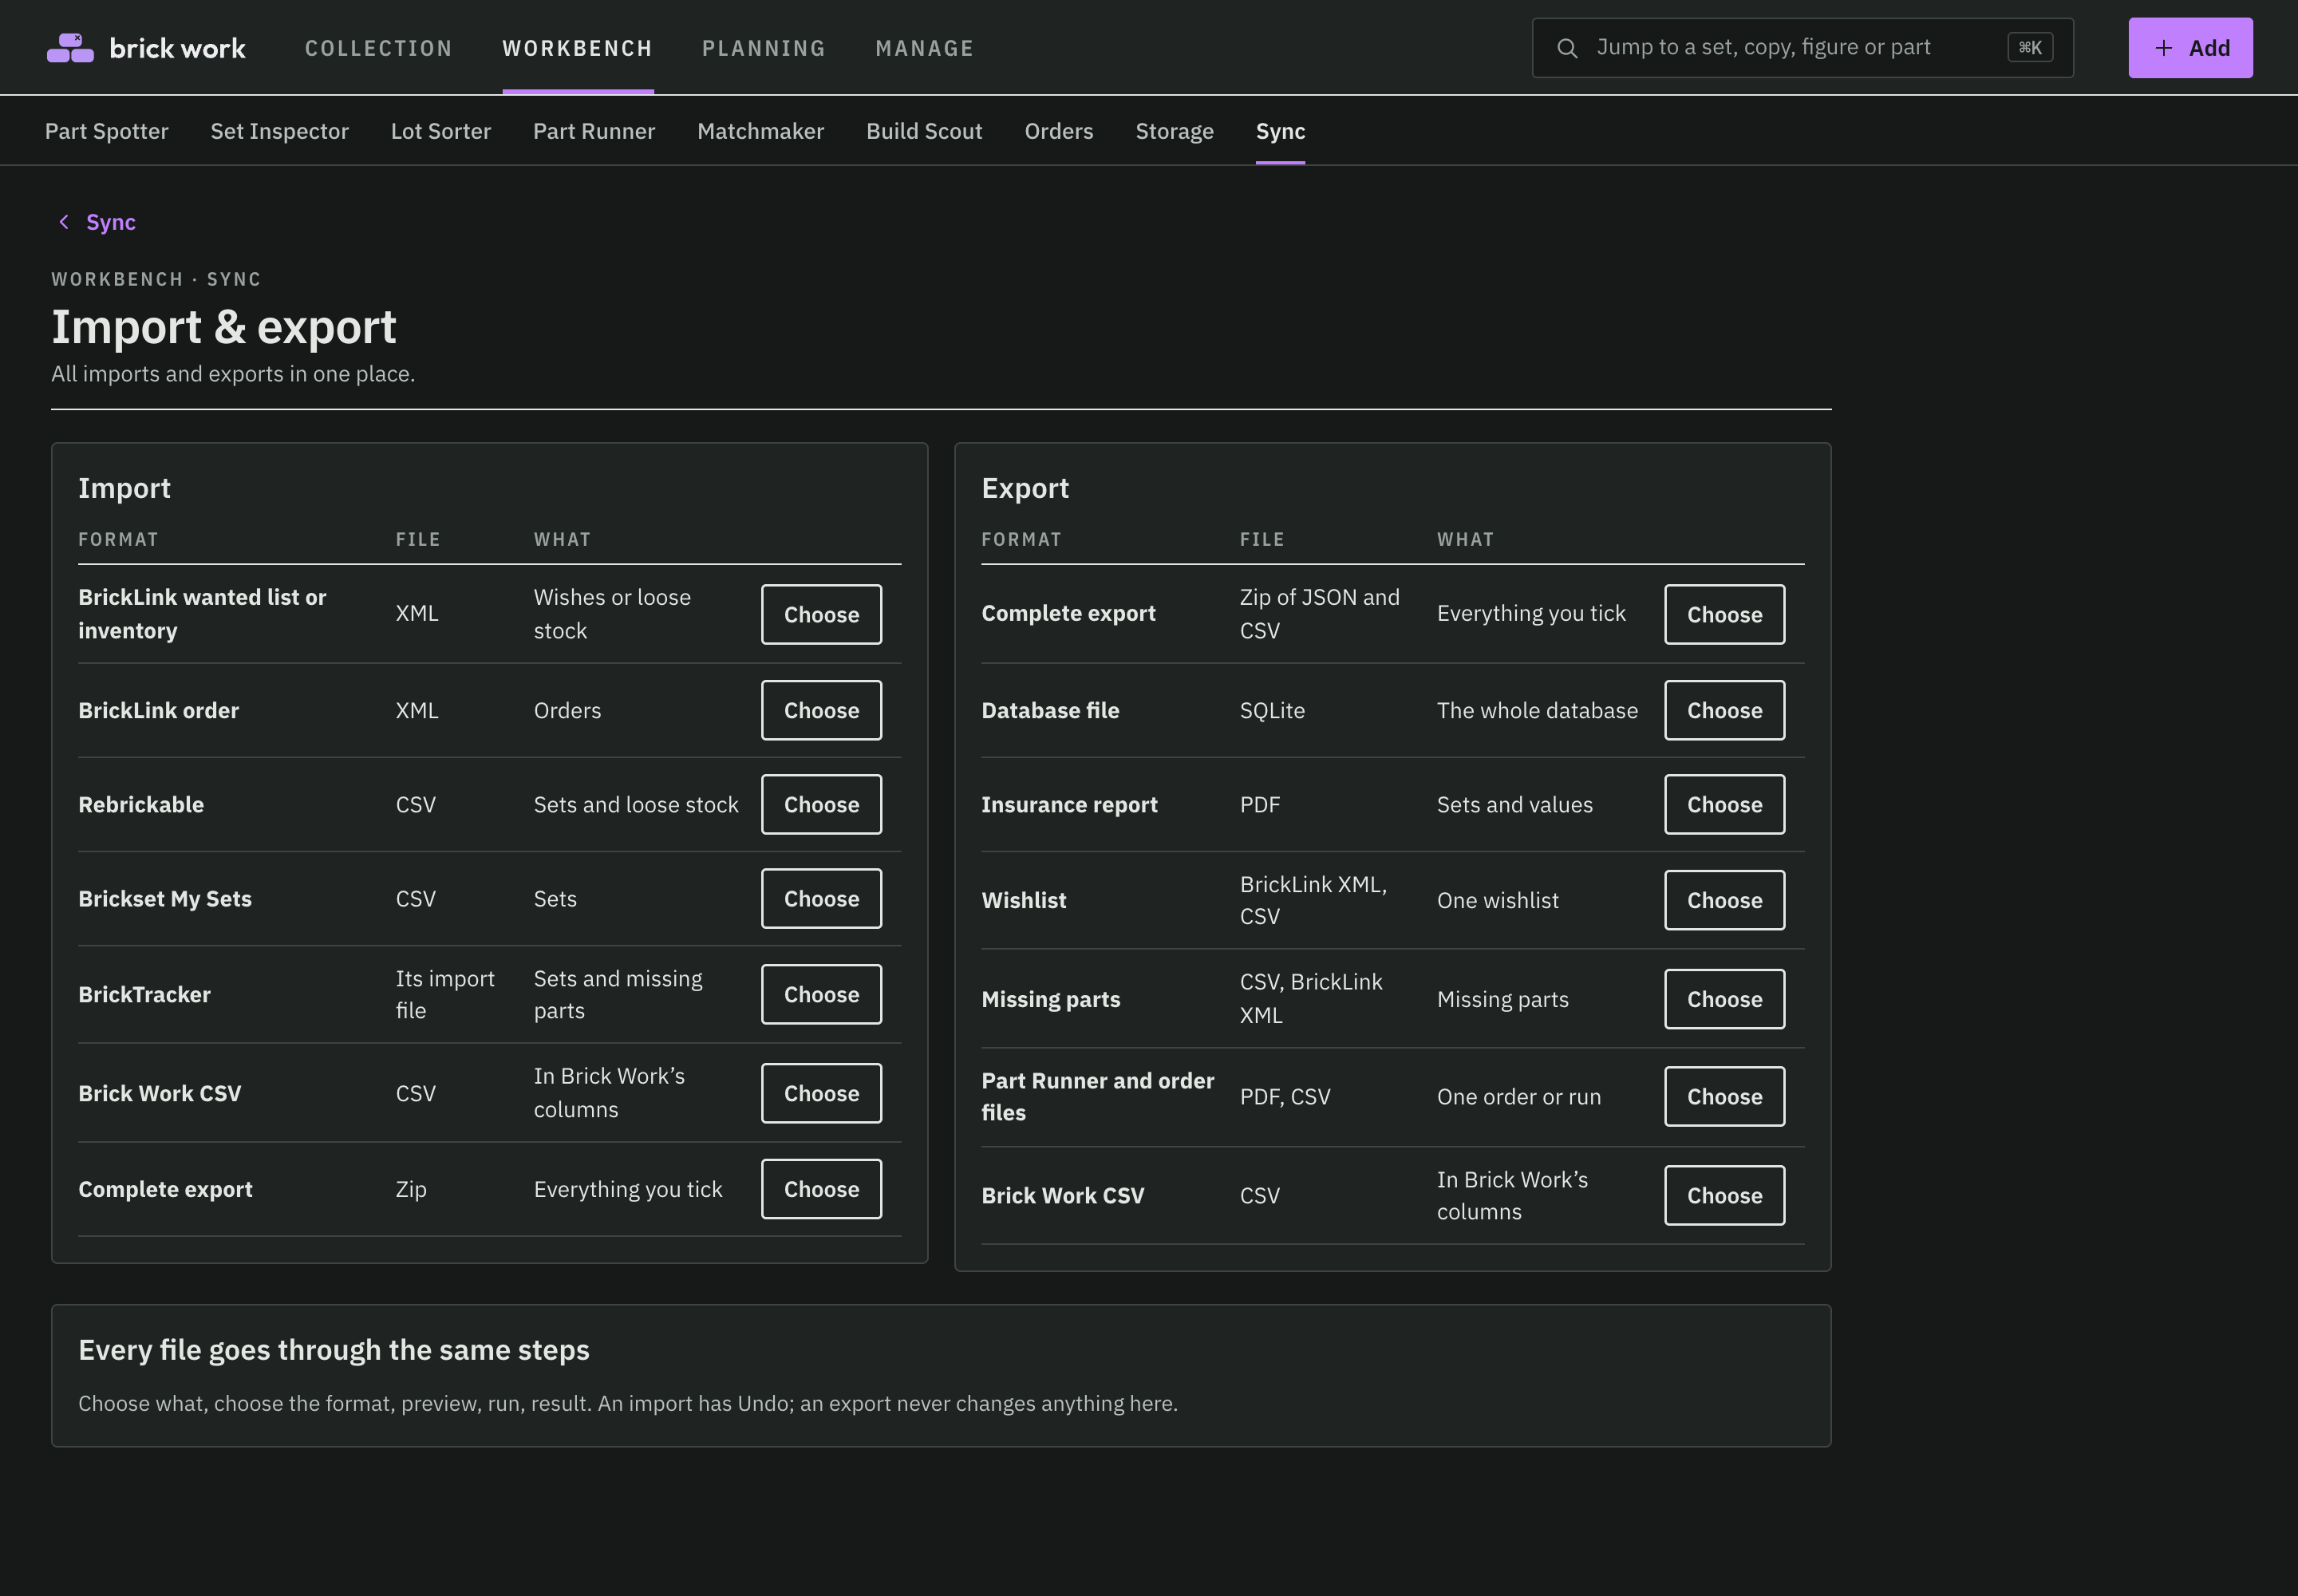 brick work
COLLECTION WORKBENCH PLANNING MANAGE
Jump to a set, copy, figure or part ⌘K
+ Add
Part Spotter Set Inspector Lot Sorter Part Runner Matchmaker Build Scout Orders Storage Sync
Sync
WORKBENCH · SYNC
Import & export
All imports and exports in one place.
Import
FORMAT FILE WHAT
BrickLink wanted list or
inventory
XML
Wishes or loose
stock
Choose
BrickLink order XML Orders Choose
Rebrickable CSV Sets and loose stock Choose
Brickset My Sets CSV Sets Choose
BrickTracker
Its import
file
Sets and missing
parts
Choose
Brick Work CSV CSV
In Brick Work’s
columns
Choose
Complete export Zip Everything you tick Choose
Export
FORMAT FILE WHAT
Complete export
Zip of JSON and
CSV
Everything you tick Choose
Database file SQLite The whole database Choose
Insurance report PDF Sets and values Choose
Wishlist
BrickLink XML,
CSV
One wishlist Choose
Missing parts
CSV, BrickLink
XML
Missing parts Choose
Part Runner and order
files
PDF, CSV One order or run Choose
Brick Work CSV CSV
In Brick Work’s
columns
Choose
Every file goes through the same steps
Choose what, choose the format, preview, run, result. An import has Undo; an export never changes anything here.